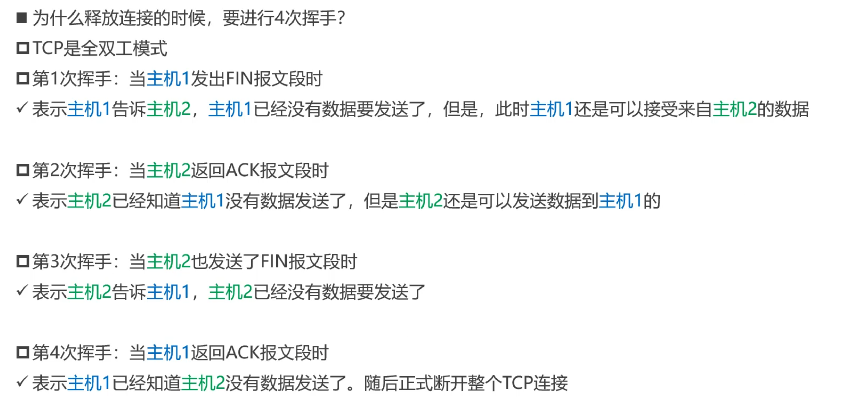 ■ 为什么释放连接的时候，要进行4次挥手？
TCP是全双工模式
第1次挥手：当主机1发出FIN报文段时
✓ 表示主机1告诉主机2，主机1已经没有数据要发送了，但是，此时主机1还是可以接受来自主机2的数据
第2次挥手：当主机2返回ACK报文段时
✓ 表示主机2已经知道主机1没有数据发送了，但是主机2还是可以发送数据到主机1的
第3次挥手：当主机2也发送了FIN报文段时
✓ 表示主机2告诉主机1，主机2已经没有数据要发送了
第4次挥手：当主机1返回ACK报文段时
✓ 表示主机1已经知道主机2没有数据发送了。随后正式断开整个TCP连接